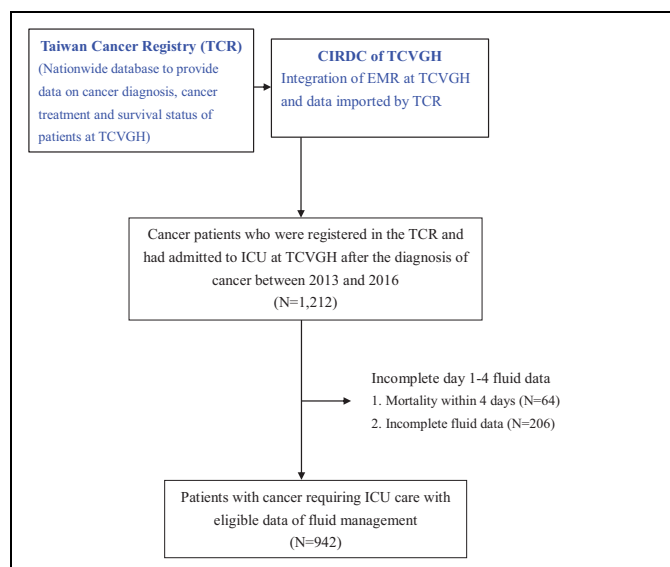 Taiwan Cancer Registry (TCR)
(Nationwide database to provide
data on cancer diagnosis, cancer
treatment and survival status of
patients at TCVGH)
CIRDC of TCVGH
Integration of EMR at TCVGH
and data imported by TCR
Cancer patients who were registered in the TCR and
had admitted to ICU at TCVGH after the diagnosis of
cancer between 2013 and 2016
(N=1,212)
Incomplete day 1-4 fluid data
1. Mortality within 4 days (N=64)
2. Incomplete fluid data (N=206)
Patients with cancer requiring ICU care with
eligible data of fluid management
(N=942)